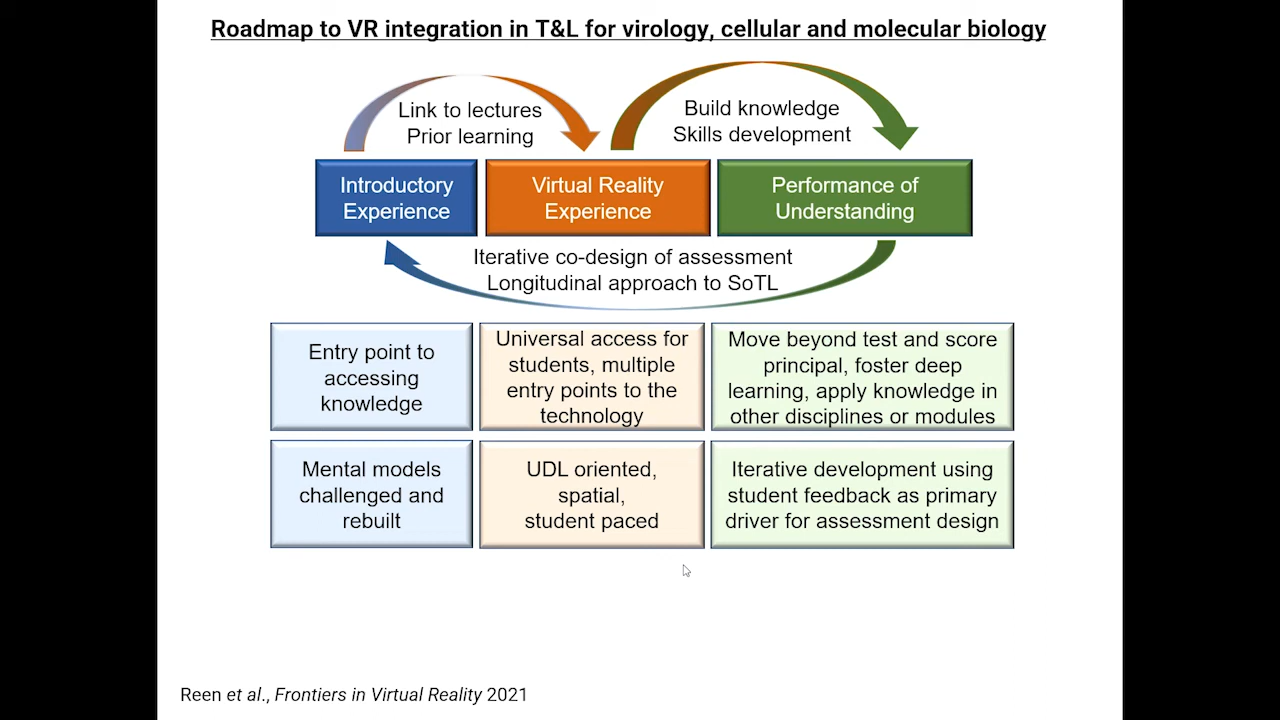 Roadmap to VR integration in T&L for virology, cellular and molecular biology
Link to lectures
Prior learning
Build knowledge
Skills development
Introductory
Experience
Virtual Reality
Experience
Performance of
Understanding
Iterative co-design of assessment
Longitudinal approach to SoTL
Entry point to
accessing
knowledge
Universal access for
students, multiple
entry points to the
technology
Move beyond test and score
principal, foster deep
learning, apply knowledge in
other disciplines or modules
Mental models
challenged and
rebuilt
UDL oriented,
spatial,
student paced
Iterative development using
student feedback as primary
driver for assessment design
Reen et al., Frontiers in Virtual Reality 2021